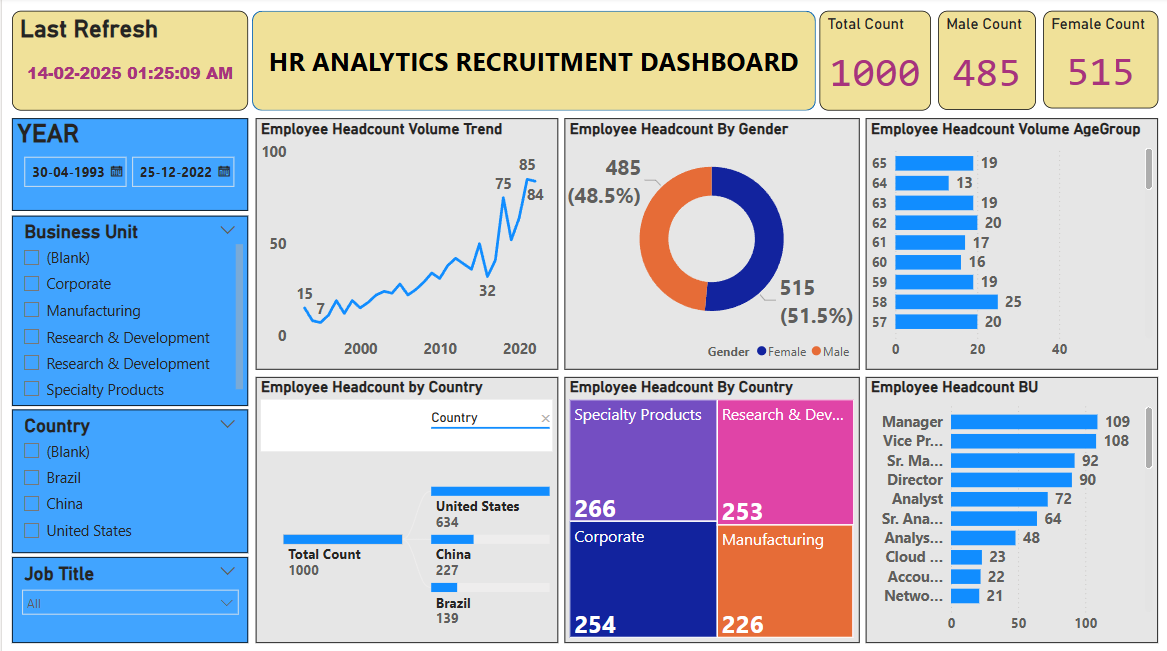 Last Refresh
14-02-2025 01:25:09 AM
HR ANALYTICS RECRUITMENT DASHBOARD
Total Count
1000
Male Count
485
Female Count
515
YEAR
30-04-1993
25-12-2022
Business Unit
(Blank)
Corporate
Manufacturing
Research & Development
Research & Development
Specialty Products
Country
(Blank)
Brazil
China
United States
Job Title
All
Employee Headcount Volume Trend
100
50
0
15
7
32
75
85
84
2000
2010
2020
Employee Headcount By Gender
485
(48.5%)
515
(51.5%)
Gender Female Male
Employee Headcount Volume AgeGroup
65 19
64 13
63 19
62 20
61 17
60 16
59 19
58 25
57 20
0 20 40
Employee Headcount by Country
Country ×
Total Count
1000
United States
634
China
227
Brazil
139
Employee Headcount By Country
Specialty Products
266
Research & Dev...
253
Corporate
254
Manufacturing
226
Employee Headcount BU
Manager 109
Vice Pr... 108
Sr. Ma... 92
Director 90
Analyst 72
Sr. Ana... 64
Analys... 48
Cloud ... 23
Accou... 22
Netwo... 21
0 50 100